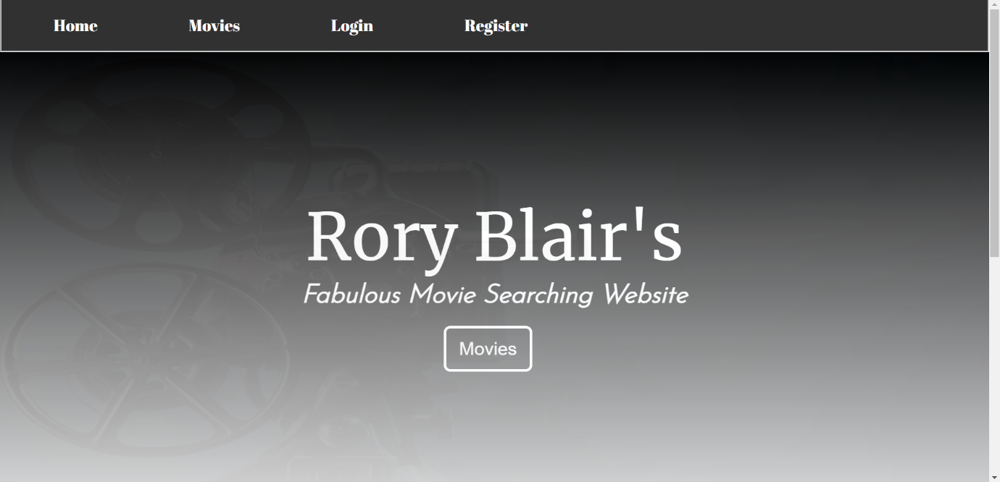 Home Movies Login Register
Rory Blair's
Fabulous Movie Searching Website
Movies